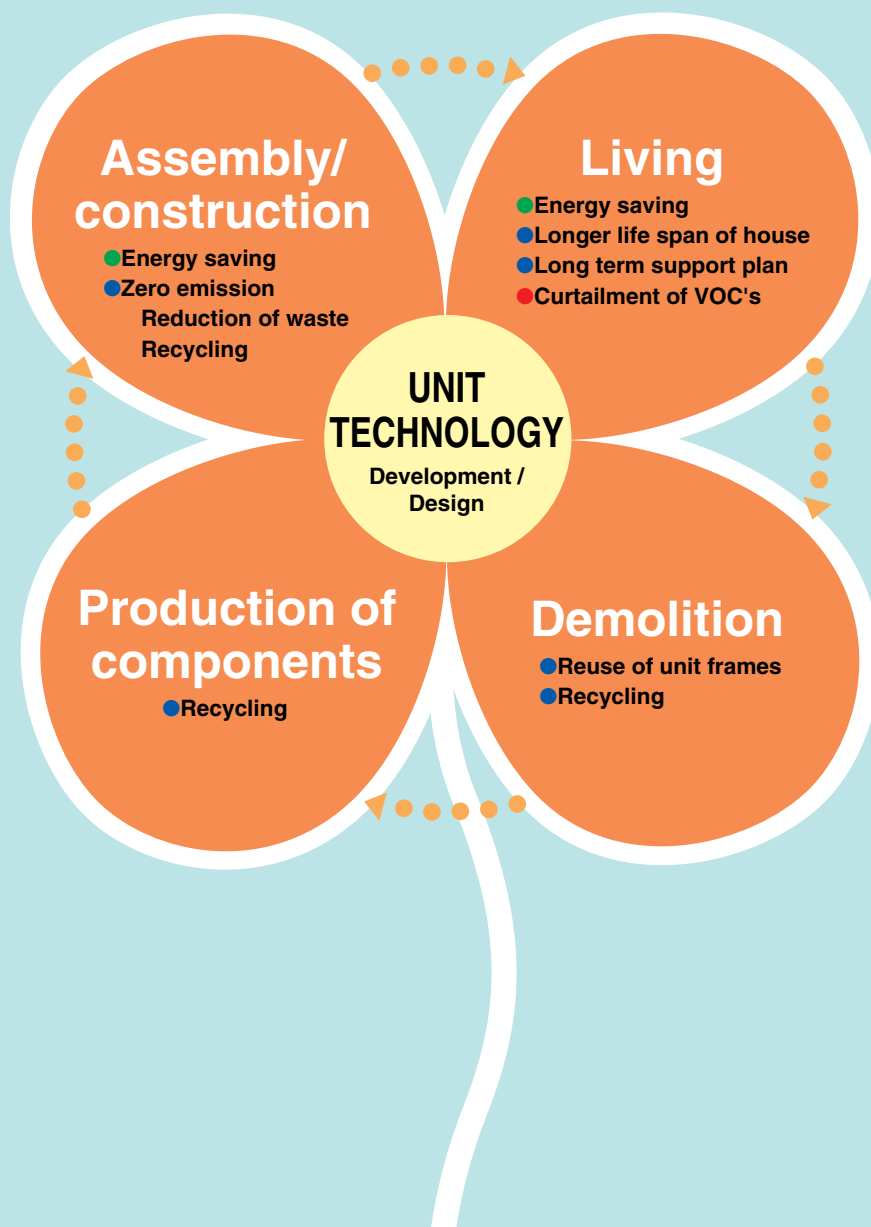 Assembly/
construction
●Energy saving
●Zero emission
Reduction of waste
Recycling
Living
●Energy saving
●Longer life span of house
●Long term support plan
●Curtailment of VOC's
UNIT
TECHNOLOGY
Development /
Design
Production of
components
●Recycling
Demolition
●Reuse of unit frames
●Recycling